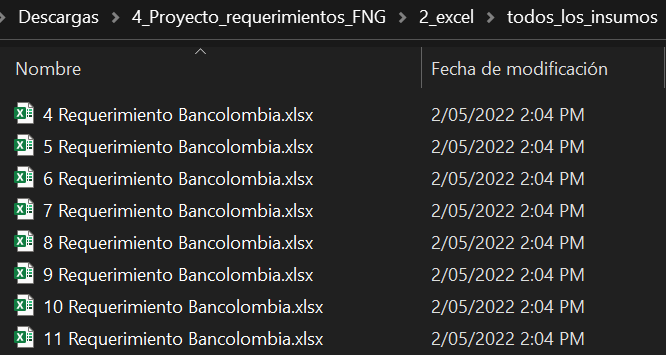 Descargas > 4_Proyecto_requerimientos_FNG > 2_excel > todos_los_insumos
Nombre Fecha de modificación
4 Requerimiento Bancolombia.xlsx 2/05/2022 2:04 PM
5 Requerimiento Bancolombia.xlsx 2/05/2022 2:04 PM
6 Requerimiento Bancolombia.xlsx 2/05/2022 2:04 PM
7 Requerimiento Bancolombia.xlsx 2/05/2022 2:04 PM
8 Requerimiento Bancolombia.xlsx 2/05/2022 2:04 PM
9 Requerimiento Bancolombia.xlsx 2/05/2022 2:04 PM
10 Requerimiento Bancolombia.xlsx 2/05/2022 2:04 PM
11 Requerimiento Bancolombia.xlsx 2/05/2022 2:04 PM